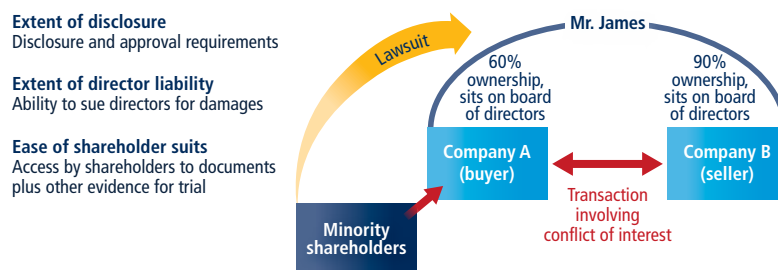 Extent of disclosure
Disclosure and approval requirements
Extent of director liability
Ability to sue directors for damages
Ease of shareholder suits
Access by shareholders to documents
plus other evidence for trial
Lawsuit
Mr. James
60%
ownership,
sits on board
of directors
90%
ownership,
sits on board
of directors
Company A
(buyer)
Company B
(seller)
Transaction
involving
conflict of interest
Minority
shareholders